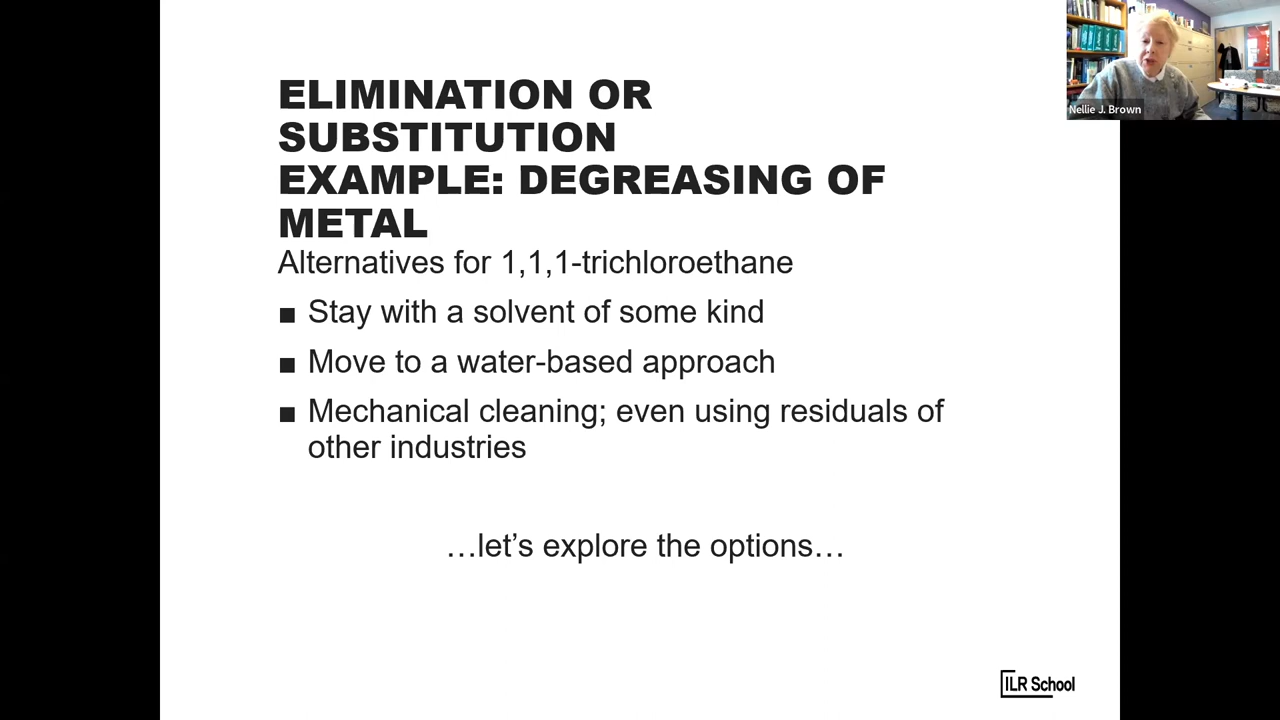 ELIMINATION OR
SUBSTITUTION
EXAMPLE: DEGREASING OF
METAL
Alternatives for 1,1,1-trichloroethane
■ Stay with a solvent of some kind
■ Move to a water-based approach
■ Mechanical cleaning; even using residuals of
other industries
…let’s explore the options…
ILR School
Nellie J. Brown